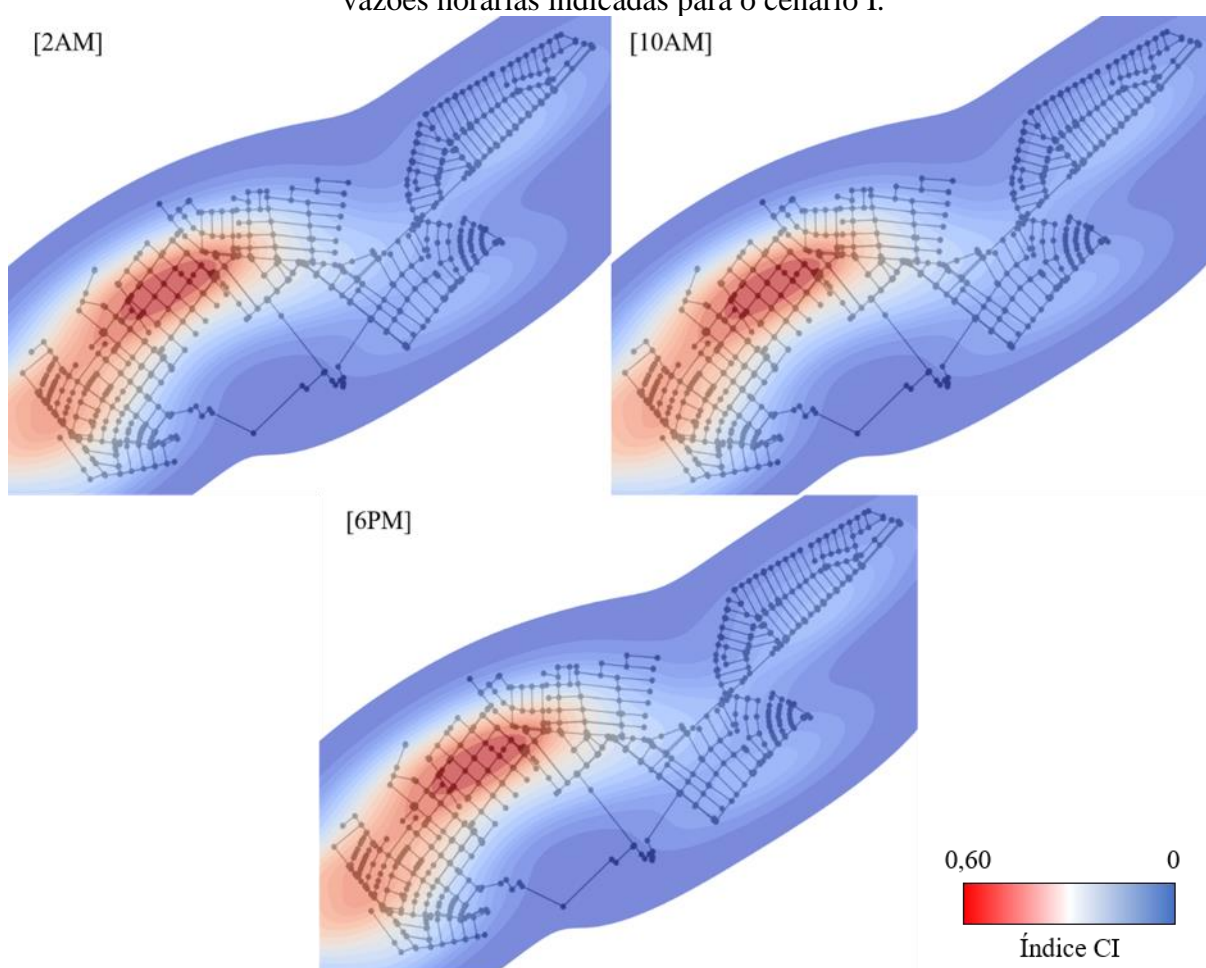 vazões horárias indicadas para o cenário I.
[2AM]
[10AM]
[6PM]
0,60 0
Índice CI